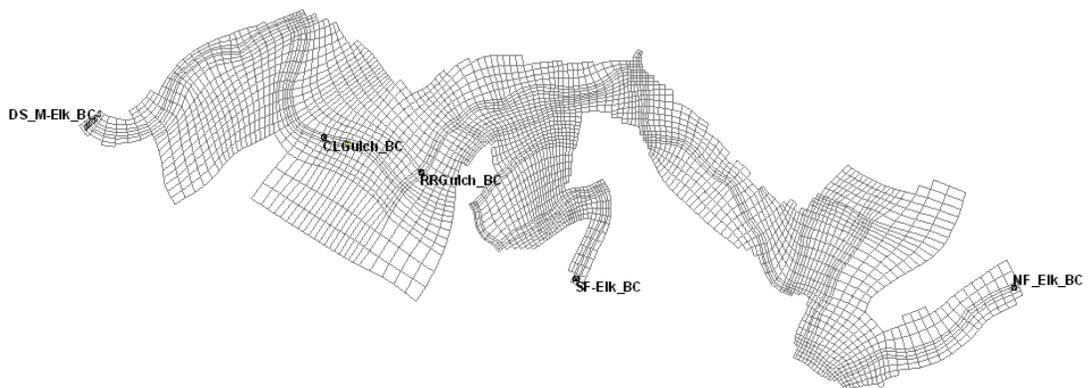 DS_M-Elk_BC
CLGulch_BC
RRGulch_BC
SF-Elk_BC
NF_Elk_BC